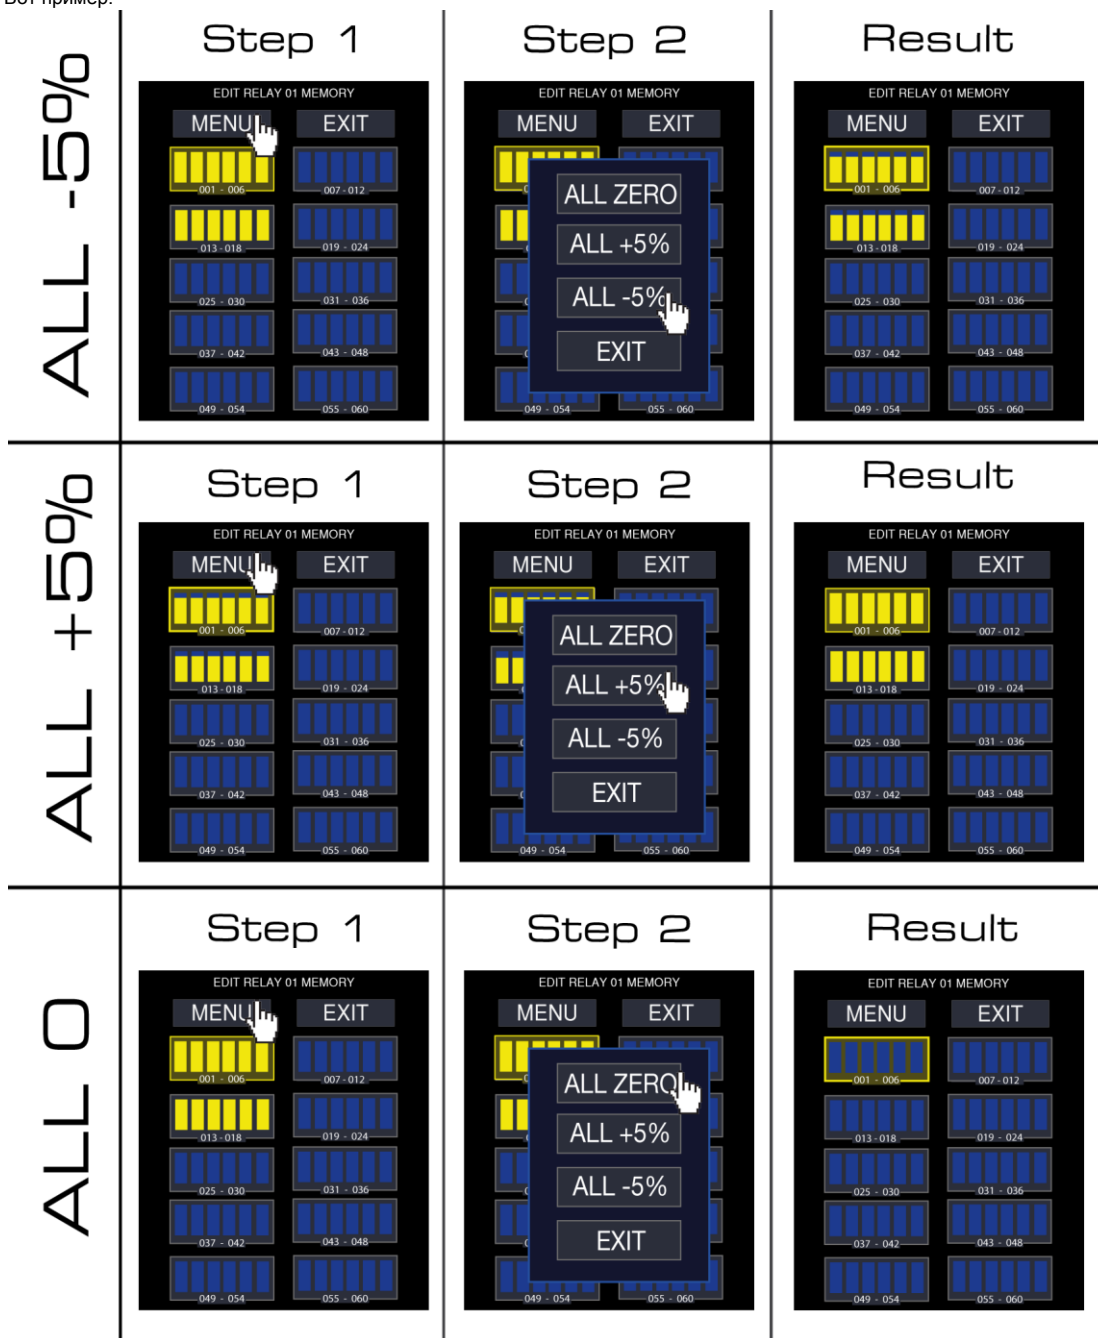 Вот пример:
ALL -5%
Step 1
EDIT RELAY 01 MEMORY
MENU EXIT
001 - 006 007 - 012
013 - 018 019 - 024
025 - 030 031 - 036
037 - 042 043 - 048
049 - 054 055 - 060
Step 2
EDIT RELAY 01 MEMORY
MENU EXIT
ALL ZERO
ALL +5%
ALL -5%
EXIT
049 - 054 055 - 060
Result
EDIT RELAY 01 MEMORY
MENU EXIT
001 - 006 007 - 012
013 - 018 019 - 024
025 - 030 031 - 036
037 - 042 043 - 048
049 - 054 055 - 060
ALL +5%
Step 1
EDIT RELAY 01 MEMORY
MENU EXIT
001 - 006 007 - 012
013 - 018 019 - 024
025 - 030 031 - 036
037 - 042 043 - 048
049 - 054 055 - 060
Step 2
EDIT RELAY 01 MEMORY
MENU EXIT
ALL ZERO
ALL +5%
ALL -5%
EXIT
049 - 054 055 - 060
Result
EDIT RELAY 01 MEMORY
MENU EXIT
001 - 006 007 - 012
013 - 018 019 - 024
025 - 030 031 - 036
037 - 042 043 - 048
049 - 054 055 - 060
ALL 0
Step 1
EDIT RELAY 01 MEMORY
MENU EXIT
001 - 006 007 - 012
013 - 018 019 - 024
025 - 030 031 - 036
037 - 042 043 - 048
049 - 054 055 - 060
Step 2
EDIT RELAY 01 MEMORY
MENU EXIT
ALL ZERO
ALL +5%
ALL -5%
EXIT
049 - 054 055 - 060
Result
EDIT RELAY 01 MEMORY
MENU EXIT
001 - 006 007 - 012
013 - 018 019 - 024
025 - 030 031 - 036
037 - 042 043 - 048
049 - 054 055 - 060